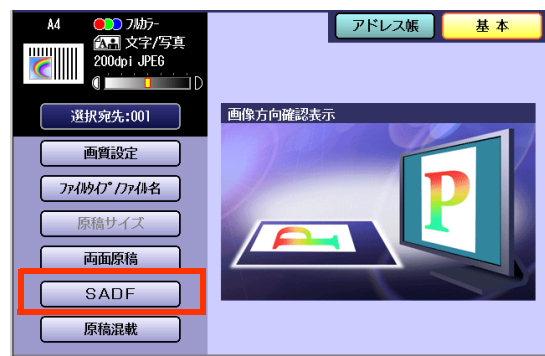 A4 フルカラー
文字/写真
200dpi JPEG
選択宛先:001
画質設定
ファイルタイプ/ファイル名
原稿サイズ
両面原稿
SADF
原稿混載
アドレス帳 基本
画像方向確認表示
P
P